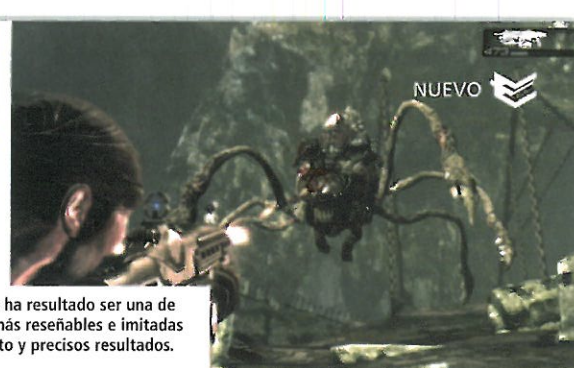 NUEVO
ha resultado ser una de
más reseñables e imitadas
to y precisos resultados.